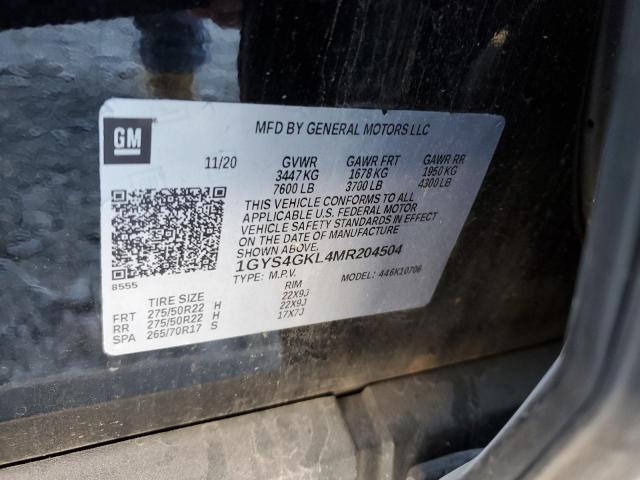 GM
MFD BY GENERAL MOTORS LLC
11/20 GVWR GAWR FRT GAWR RR
3447 KG 1678 KG 1950 KG
7600 LB 3700 LB 4300 LB
THIS VEHICLE CONFORMS TO ALL
APPLICABLE U.S. FEDERAL MOTOR
VEHICLE SAFETY STANDARDS IN EFFECT
ON THE DATE OF MANUFACTURE
SHOWN ABOVE.
1GYS4GKL4MR204504
8555
TYPE: M.P.V. 446K10706
TIRE SIZE RIM
FRT 275/50R22 H 22X9J
RR 275/50R22 H 22X9J
SPA 265/70R17 S 17X7J